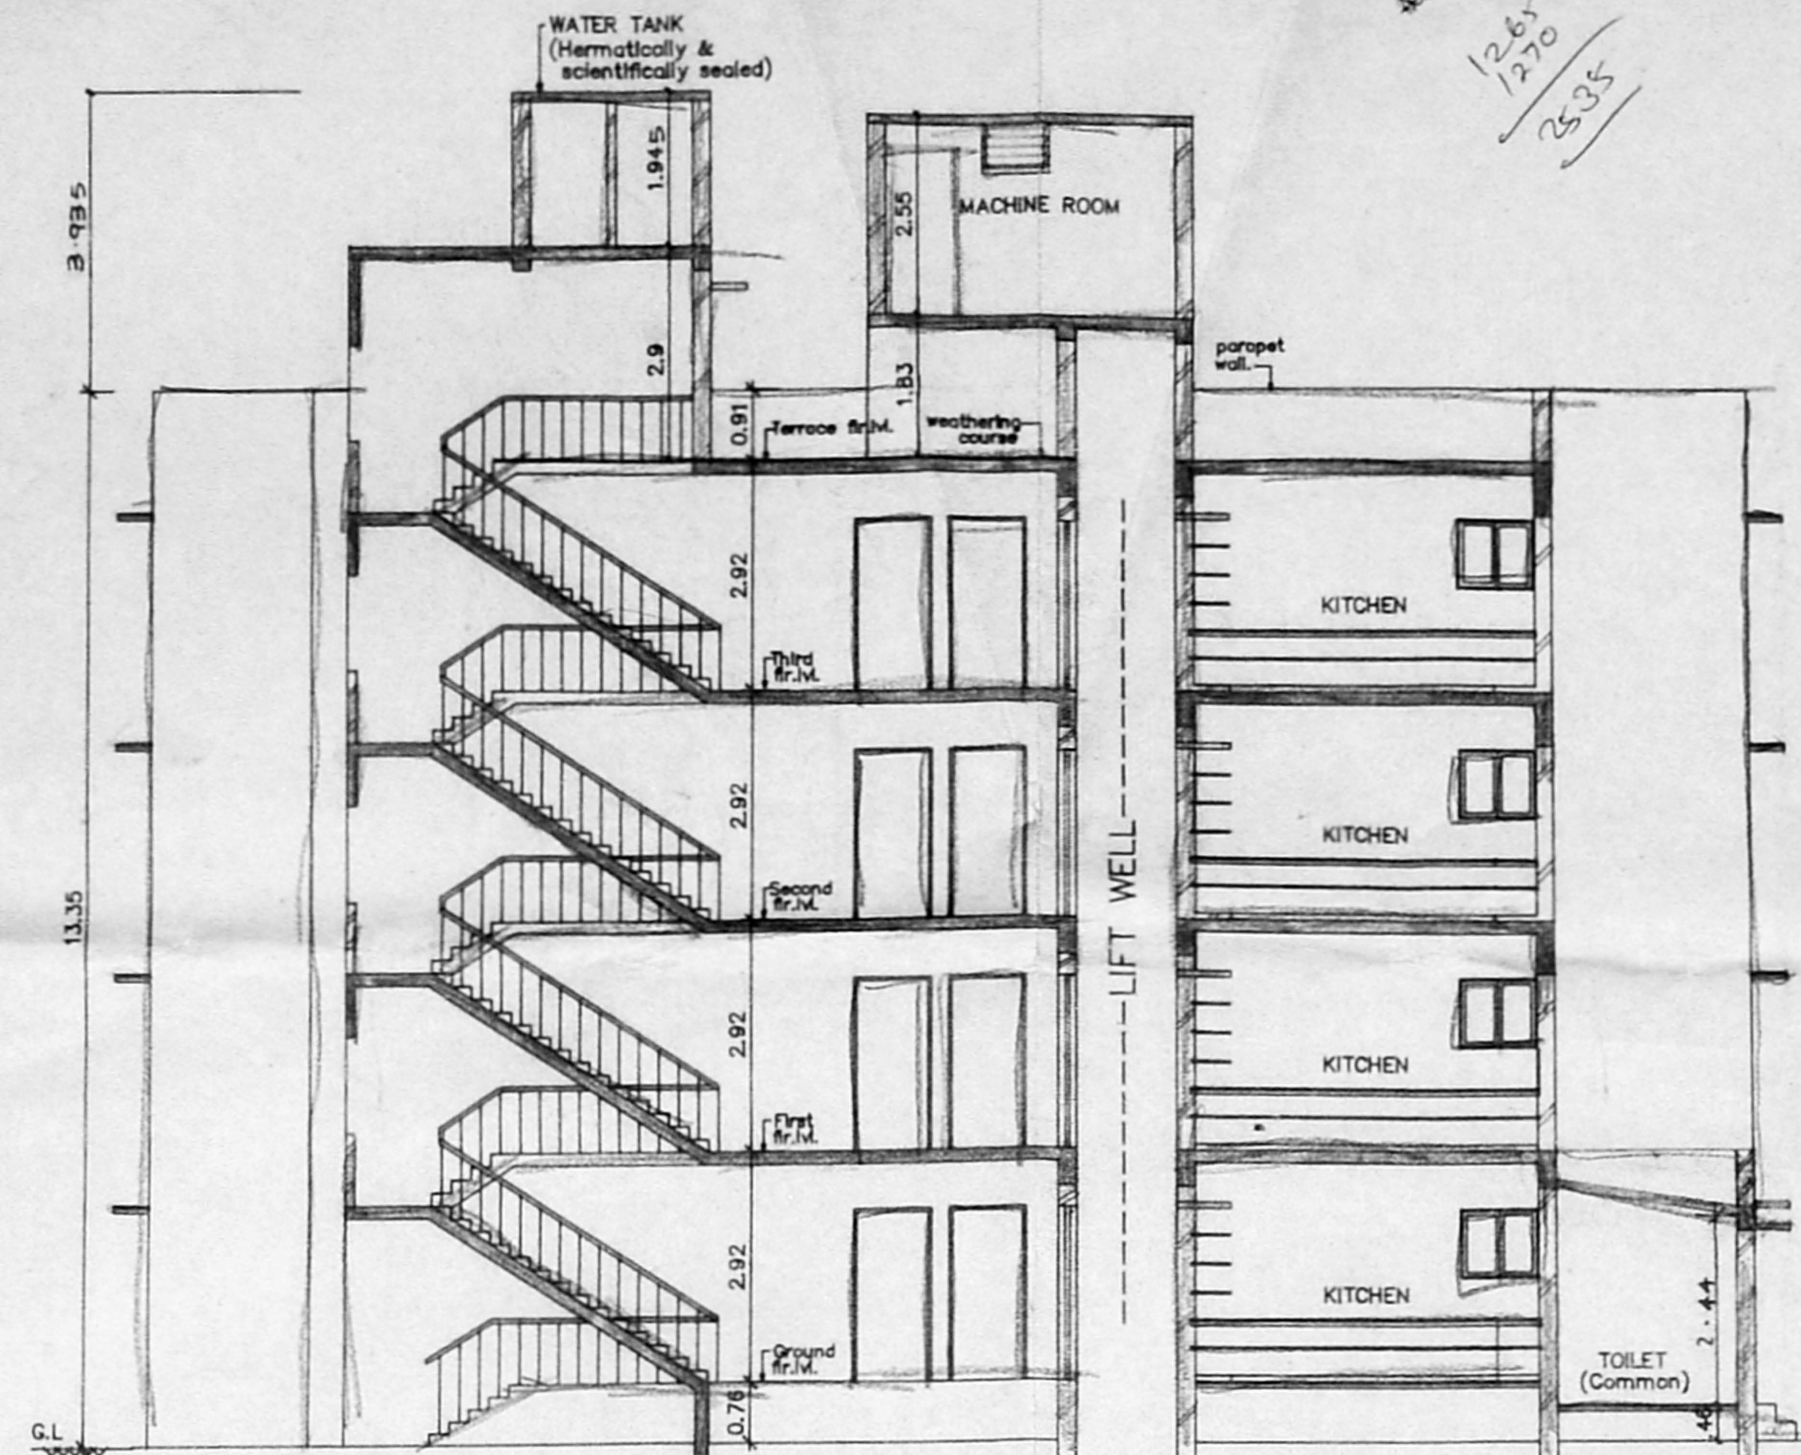 WATER TANK
(Hermatically &
scientifically sealed)
1265
1270
2535
3.935
1.945
2.55
MACHINE ROOM
2.9
1.83
parapet
wall.
0.91
Terrace flr.lvl.
weathering
course
2.92
KITCHEN
Third
flr.lvl.
2.92
KITCHEN
Second
flr.lvl.
13.35
LIFT WELL
2.92
KITCHEN
First
flr.lvl.
2.92
KITCHEN
2.44
Ground
flr.lvl.
TOILET
(Common)
0.76
46
G.L